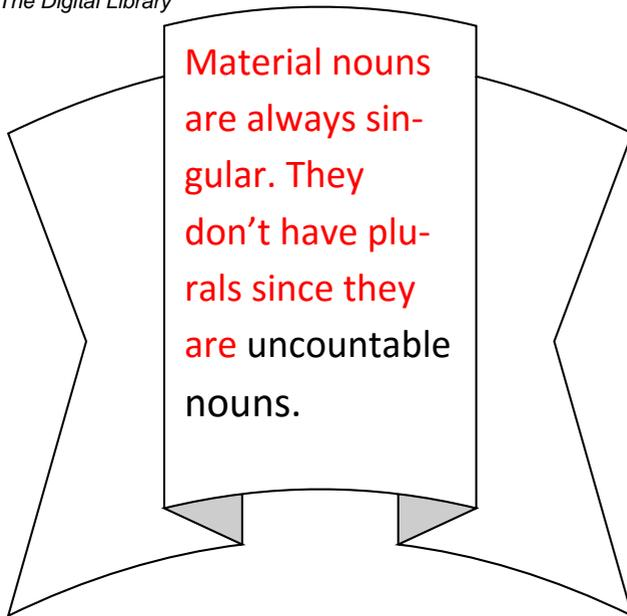 The Digital Library
Material nouns
are always sin-
gular. They
don’t have plu-
rals since they
are uncountable
nouns.